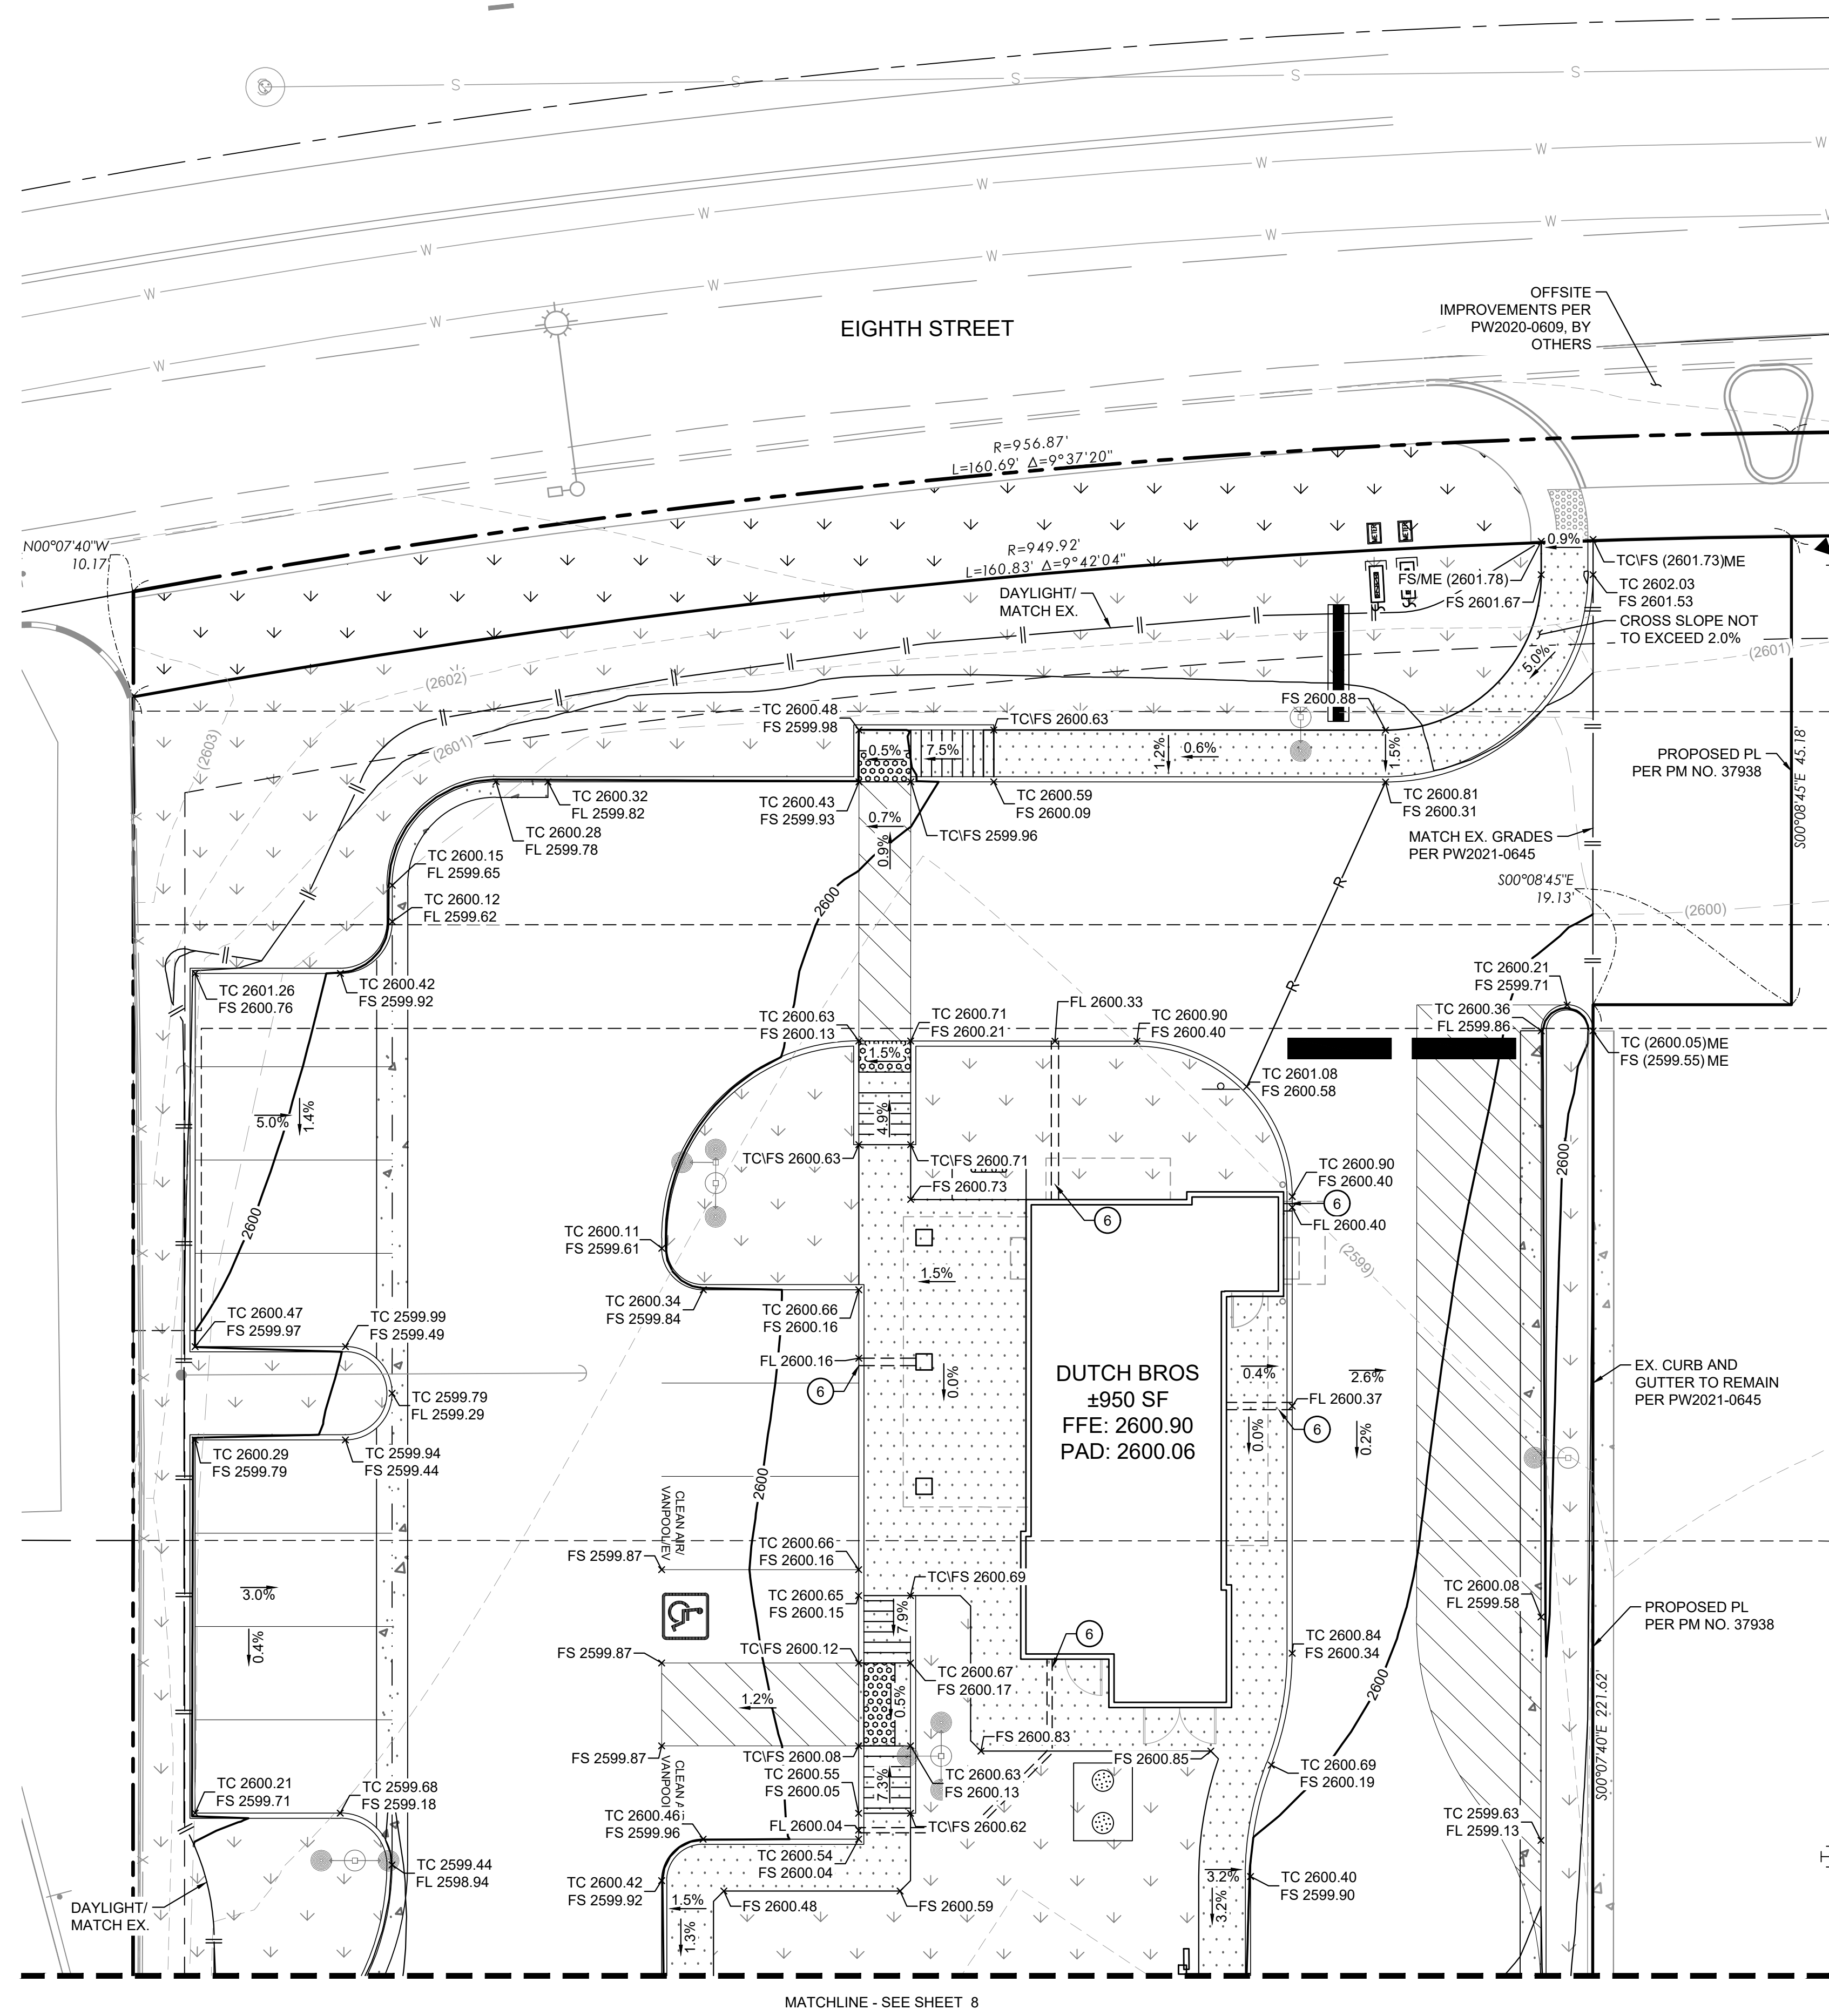 S
S
S
S
S
W
W
W
W
W
W
W
W
W
W
W
W
W
EIGHTH STREET
OFFSITE
IMPROVEMENTS PER
PW2020-0609, BY
OTHERS
R=956.87'
L=160.69' Δ=9°37'20"
N00°07'40"W
10.17'
R=949.92'
L=160.83' Δ=9°42'04"
0.9%
TC\FS (2601.73)ME
FS/ME (2601.78)
TC 2602.03
FS 2601.53
FS 2601.67
DAYLIGHT/
MATCH EX.
CROSS SLOPE NOT
TO EXCEED 2.0%
5.0%
(2601)
(2602)
(2603)
(2601)
FS 2600.88
TC 2600.48
FS 2599.98
TC\FS 2600.63
0.5%
7.5%
1.2%
0.6%
1.5%
PROPOSED PL
PER PM NO. 37938
S00°08'45"E 45.18'
TC 2600.32
FL 2599.82
TC 2600.43
FS 2599.93
TC 2600.59
FS 2600.09
TC 2600.81
FS 2600.31
TC 2600.28
FL 2599.78
0.7%
0.9%
TC\FS 2599.96
MATCH EX. GRADES
PER PW2021-0645
TC 2600.15
FL 2599.65
TC 2600.12
FL 2599.62
2600
R
R
S00°08'45"E
19.13'
(2600)
TC 2601.26
FS 2600.76
TC 2600.42
FS 2599.92
TC 2600.21
FS 2599.71
TC 2600.63
FS 2600.13
TC 2600.71
FS 2600.21
FL 2600.33
TC 2600.90
FS 2600.40
TC 2600.36
FL 2599.86
TC (2600.05)ME
FS (2599.55)ME
1.5%
TC 2601.08
FS 2600.58
5.0%
1.4%
4.9%
TC\FS 2600.63
TC\FS 2600.71
FS 2600.73
TC 2600.90
FS 2600.40
6
6
FL 2600.40
2600
2600
TC 2600.11
FS 2599.61
(2599)
1.5%
TC 2600.34
FS 2599.84
TC 2600.66
FS 2600.16
TC 2600.47
FS 2599.97
TC 2599.99
FS 2599.49
FL 2600.16
6
0.0%
DUTCH BROS
±950 SF
FFE: 2600.90
PAD: 2600.06
0.4%
2.6%
FL 2600.37
6
0.0%
0.2%
EX. CURB AND
GUTTER TO REMAIN
PER PW2021-0645
TC 2599.79
FL 2599.29
TC 2600.29
FS 2599.79
TC 2599.94
FS 2599.44
2600
CLEAN AIR/
VANPOOL/EV
FS 2599.87
TC 2600.66
FS 2600.16
TC\FS 2600.69
TC 2600.65
FS 2600.15
7.9%
3.0%
0.4%
TC 2600.08
FL 2599.58
PROPOSED PL
PER PM NO. 37938
FS 2599.87
TC\FS 2600.12
6
TC 2600.84
FS 2600.34
TC 2600.67
FS 2600.17
1.2%
0.5%
2600
S00°07'40"E 221.62'
FS 2599.87
TC\FS 2600.08
FS 2600.83
FS 2600.85
TC 2600.55
FS 2600.05
7.3%
TC 2600.63
FS 2600.13
TC 2600.69
FS 2600.19
TC 2600.21
FS 2599.71
TC 2599.68
FS 2599.18
CLEAN
VANPOOL
TC 2600.46
FS 2599.96
FL 2600.04
TC\FS 2600.62
TC 2599.63
FL 2599.13
TC 2600.54
FS 2600.04
TC 2599.44
FL 2598.94
TC 2600.42
FS 2599.92
3.2%
3.2%
TC 2600.40
FS 2599.90
DAYLIGHT/
MATCH EX.
1.5%
1.3%
FS 2600.48
FS 2600.59
MATCHLINE - SEE SHEET 8